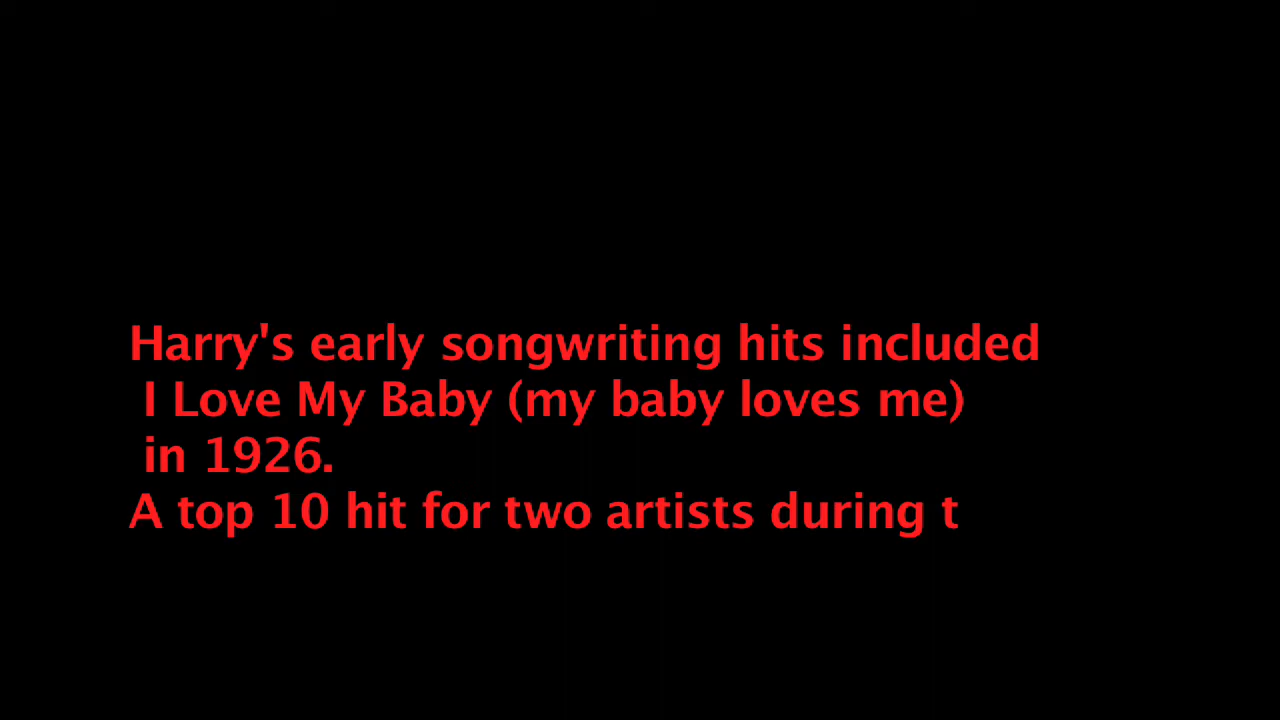 Harry's early songwriting hits included
I Love My Baby (my baby loves me)
in 1926.
A top 10 hit for two artists during t